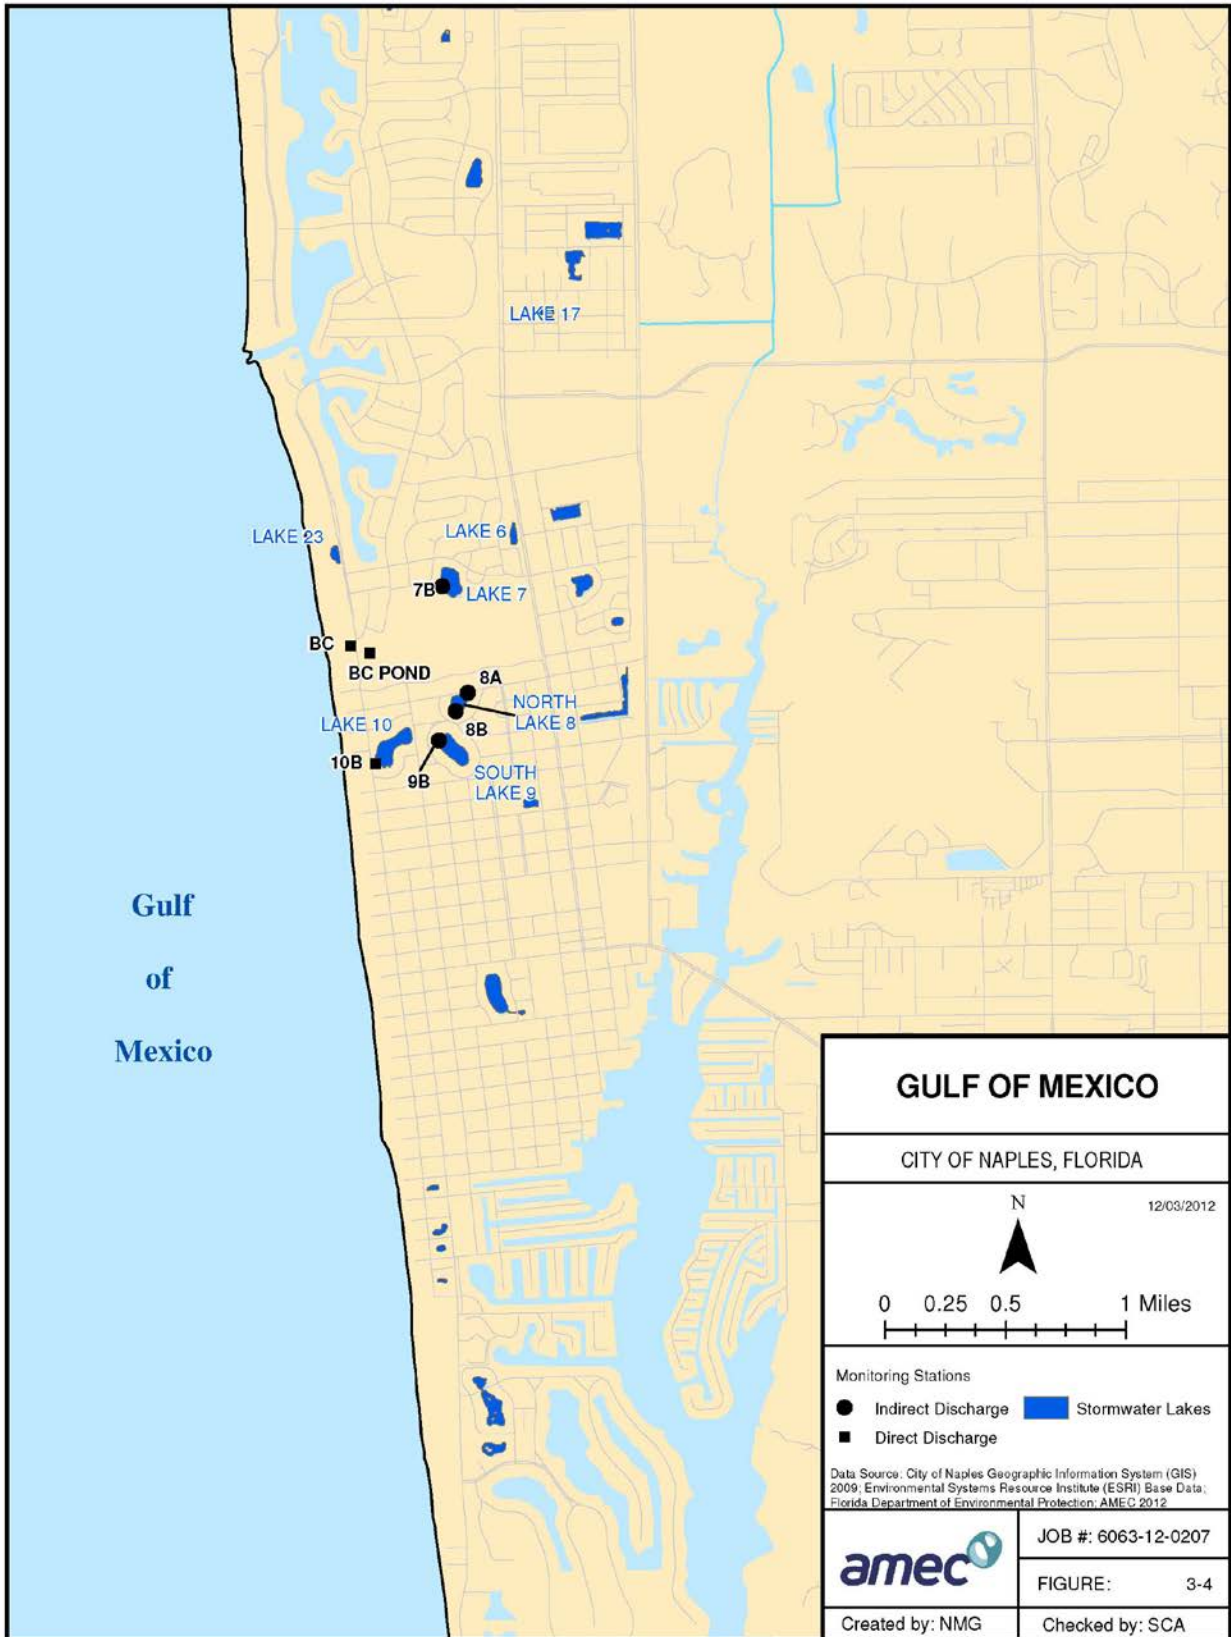 LAKE 17
LAKE 23
LAKE 6
7B
LAKE 7
BC
BC POND
8A
NORTH
LAKE 8
LAKE 10
8B
10B
9B
SOUTH
LAKE 9
Gulf
of
Mexico
GULF OF MEXICO
CITY OF NAPLES, FLORIDA
N
12/03/2012
0 0.25 0.5 1 Miles
Monitoring Stations
Indirect Discharge Stormwater Lakes
Direct Discharge
Data Source: City of Naples Geographic Information System (GIS)
2009; Environmental Systems Resource Institute (ESRI) Base Data;
Florida Department of Environmental Protection; AMEC 2012
amec
JOB #: 6063-12-0207
FIGURE: 3-4
Created by: NMG
Checked by: SCA